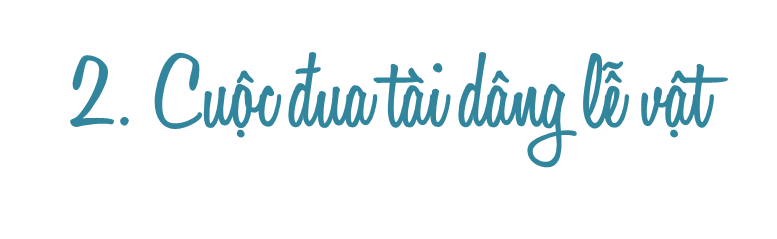 2. Cuộc đua tài dâng lễ vật